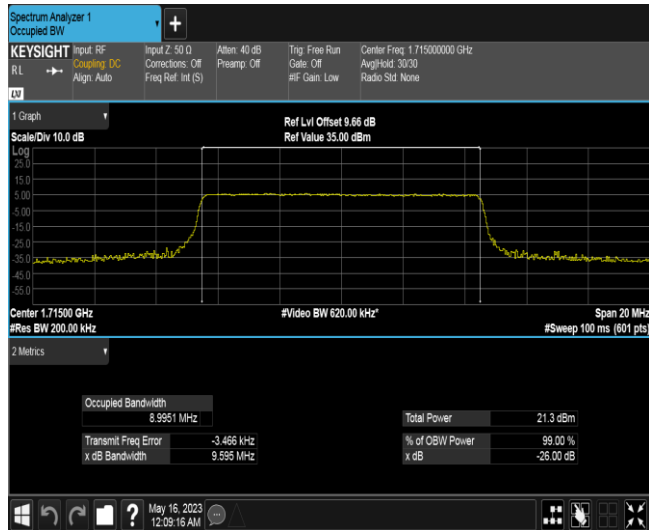 Spectrum Analyzer 1
Occupied BW
+
KEYSIGHT
RL
LXI
Input: RF
Coupling: DC
Align: Auto
Input Z: 50 Ω
Corrections: Off
Freq Ref: Int (S)
Atten: 40 dB
Preamp: Off
Trig: Free Run
Gate: Off
#IF Gain: Low
Center Freq: 1.715000000 GHz
Avg|Hold: 30/30
Radio Std: None
1 Graph
Scale/Div 10.0 dB
Ref Lvl Offset 9.66 dB
Ref Value 35.00 dBm
Log
25.0
15.0
5.00
-5.00
-15.0
-25.0
-35.0
-45.0
-55.0
Center 1.71500 GHz
#Res BW 200.00 kHz
#Video BW 620.00 kHz*
Span 20 MHz
#Sweep 100 ms (601 pts)
2 Metrics
Occupied Bandwidth
8.9951 MHz
Transmit Freq Error -3.466 kHz
x dB Bandwidth 9.595 MHz
Total Power 21.3 dBm
% of OBW Power 99.00 %
x dB -26.00 dB
?
May 16, 2023
12:09:16 AM